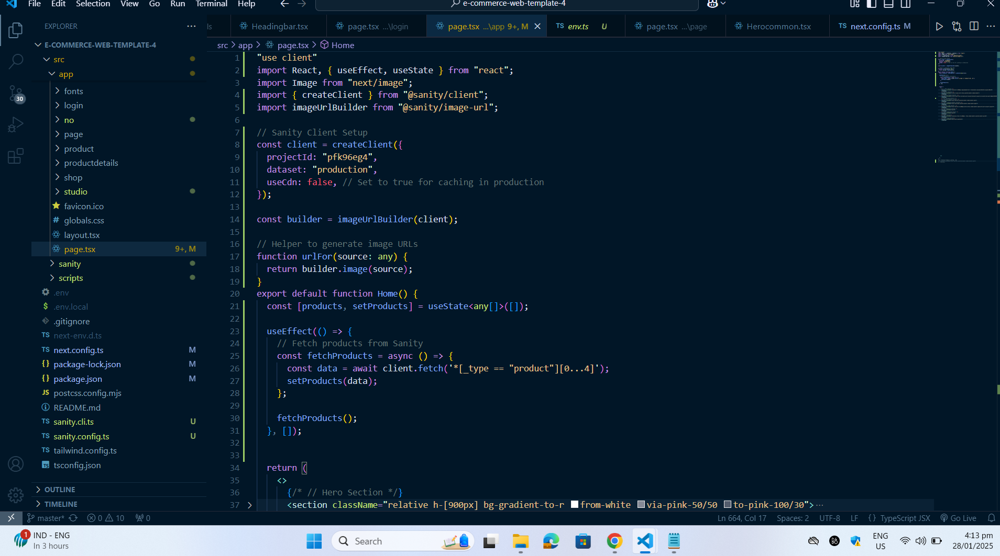 File Edit Selection View Go Run Terminal Help
e-commerce-web-template-4
EXPLORER
ls
Headingbar.tsx
page.tsx ...\login
page.tsx ...\app 9+, M
TS env.ts U
page.tsx ...\page
Herocommon.tsx
TS next.config.ts M
E-COMMERCE-WEB-TEMPLATE-4
src
app
fonts
login
no
page
product
productdetails
shop
studio
favicon.ico
# globals.css
layout.tsx
page.tsx 9+, M
sanity
scripts
.env
$ .env.local
.gitignore
TS next-env.d.ts
TS next.config.ts M
{} package-lock.json M
{} package.json M
JS postcss.config.mjs
README.md
TS sanity.cli.ts U
TS sanity.config.ts U
TS tailwind.config.ts
TS tsconfig.json
OUTLINE
TIMELINE
30
src > app > page.tsx > Home
1 "use client"
2 import React, { useEffect, useState } from "react";
3 import Image from "next/image";
4 import { createClient } from "@sanity/client";
5 import imageUrlBuilder from "@sanity/image-url";
6
7 // Sanity Client Setup
8 const client = createClient({
9 projectId: "pfk96eg4",
10 dataset: "production",
11 useCdn: false, // Set to true for caching in production
12 });
13
14 const builder = imageUrlBuilder(client);
15
16 // Helper to generate image URLs
17 function urlFor(source: any) {
18 return builder.image(source);
19 }
20 export default function Home() {
21 const [products, setProducts] = useState<any[]>([]);
22
23 useEffect(() => {
24 // Fetch products from Sanity
25 const fetchProducts = async () => {
26 const data = await client.fetch('*[_type == "product"][0...4]');
27 setProducts(data);
28 };
29
30 fetchProducts();
31 }, []);
32
33
34 return (
35 <>
36 {/* // Hero Section */}
37 <section className="relative h-[900px] bg-gradient-to-r from-white via-pink-50/50 to-pink-100/30"> ...
master* 0 10 0
Ln 664, Col 17 Spaces: 2 UTF-8 LF {} TypeScript JSX Go Live
1 IND - ENG
In 3 hours
Search
ENG
US
4:13 pm
28/01/2025